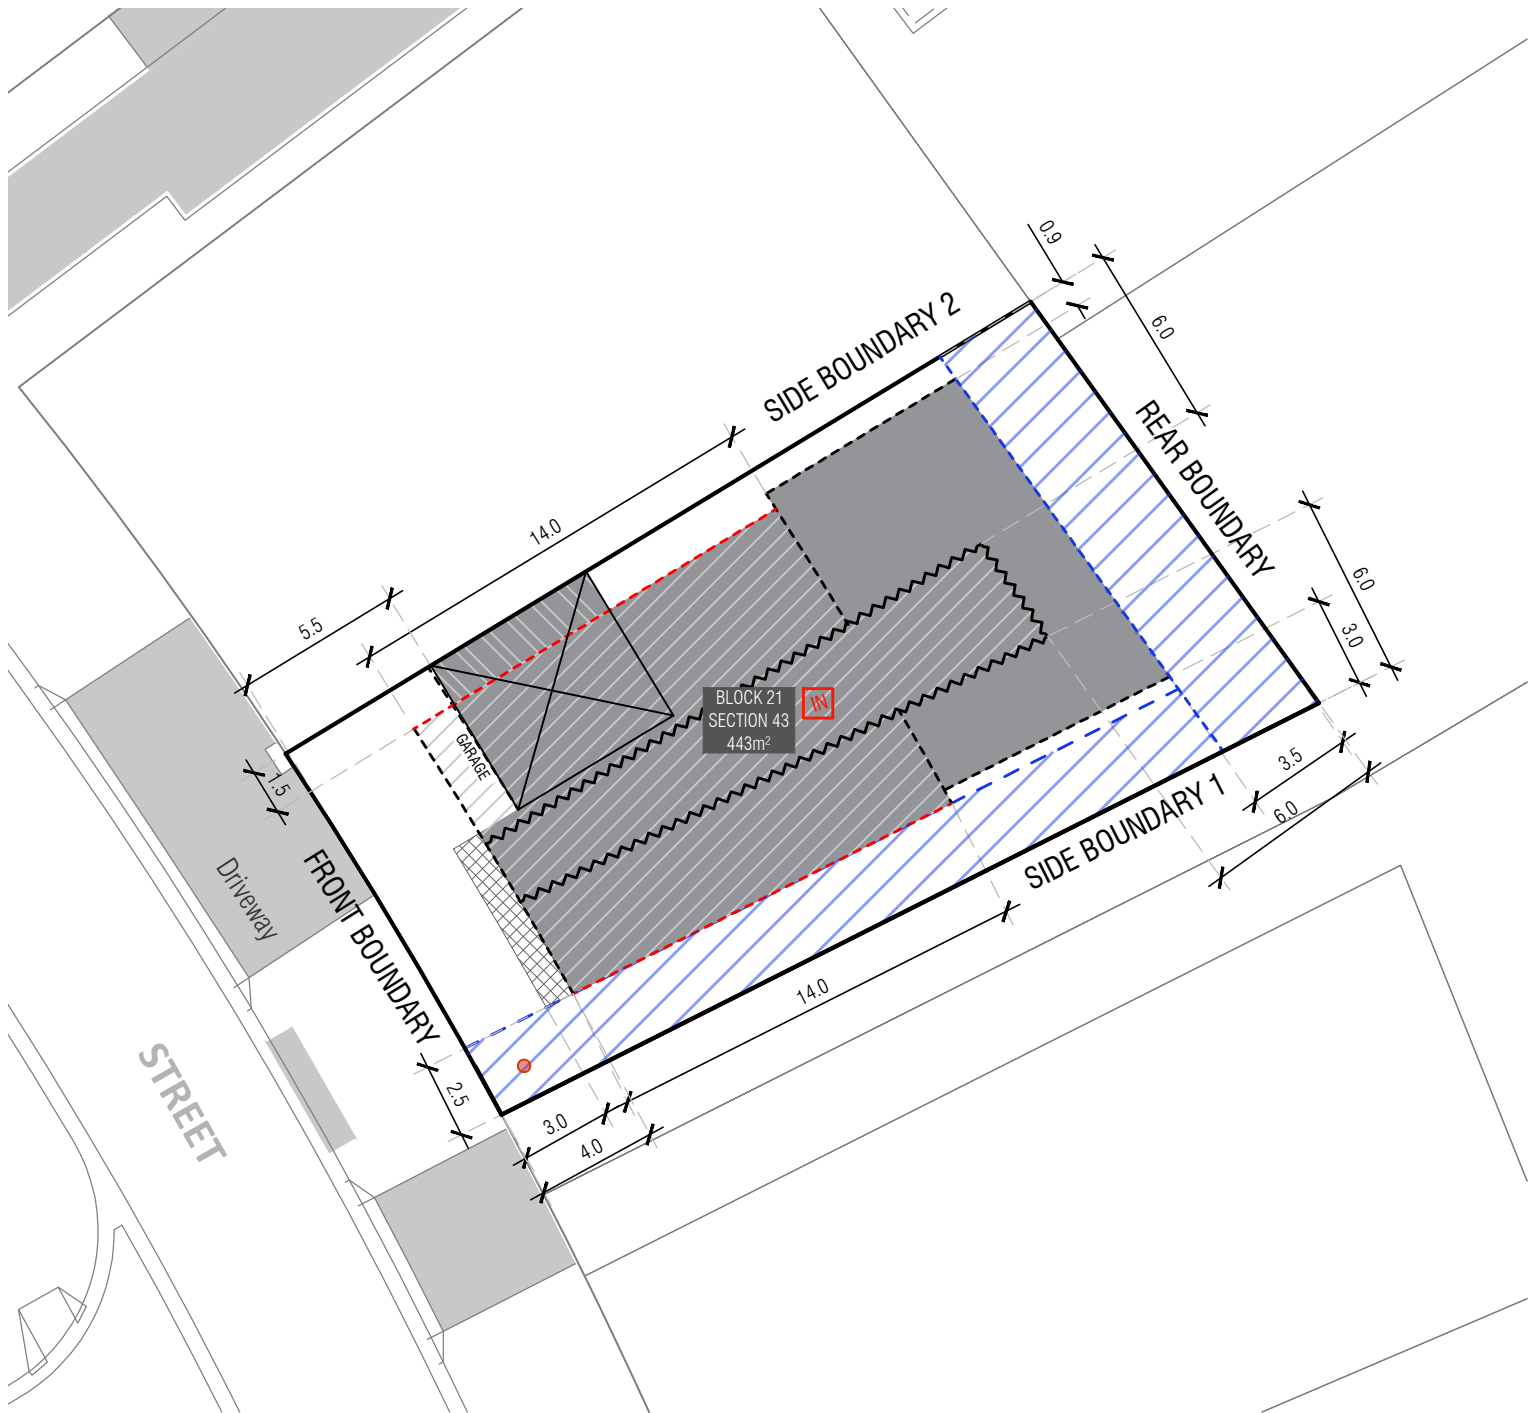 0.9
6.0
SIDE BOUNDARY 2
REAR BOUNDARY
14.0
5.5
6.0
3.0
BLOCK 21
SECTION 43
443m²
IN
GARAGE
1.5
3.5
6.0
SIDE BOUNDARY 1
Driveway
FRONT BOUNDARY
14.0
STREET
2.5
3.0
4.0